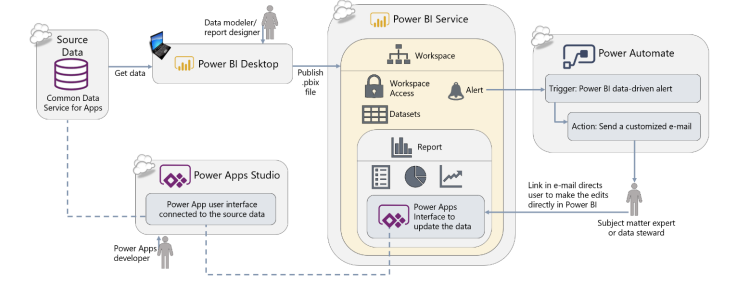 Source
Data
Common Data
Service for Apps
Get data
Data modeler/
report designer
Power BI Desktop
Publish
.pbix
file
Power BI Service
Workspace
Workspace
Access
Alert
Datasets
Report
Power Apps
Interface to
update the data
Power Automate
Trigger: Power BI data-driven alert
Action: Send a customized e-mail
Link in e-mail directs
user to make the edits
directly in Power BI
Subject matter expert
or data steward
Power Apps Studio
Power App user interface
connected to the source data
Power Apps
developer